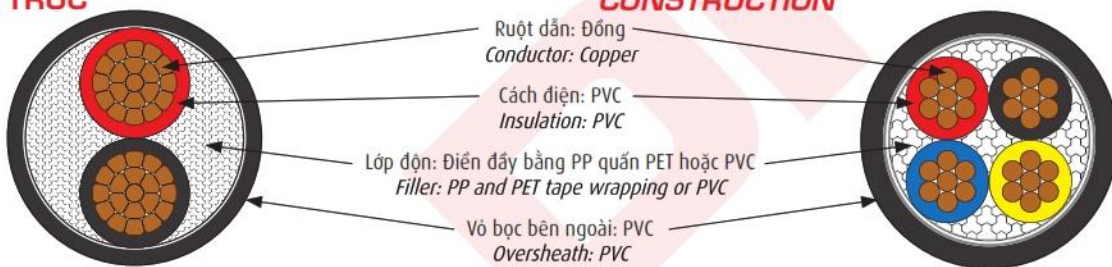 TRÚC
CONSTRUCTION
Ruột dẫn: Đồng
Conductor: Copper
Cách điện: PVC
Insulation: PVC
Lớp độn: Điền đầy bằng PP quấn PET hoặc PVC
Filler: PP and PET tape wrapping or PVC
Vỏ bọc bên ngoài: PVC
Oversheath: PVC